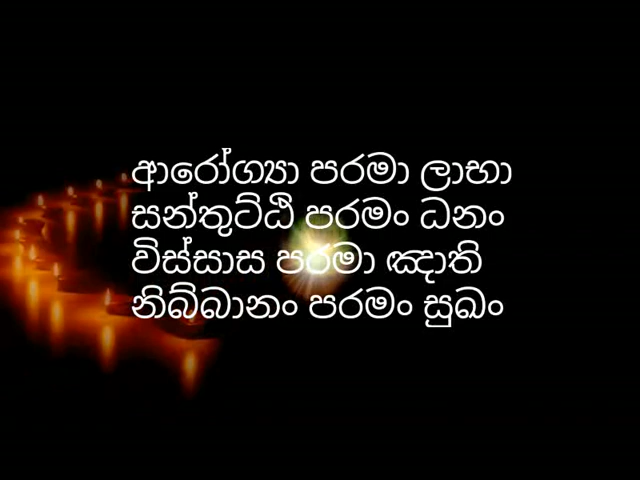 ආරෝග්‍යා පරමා ලාභා
සන්තුට්ඨි පරමං ධනං
විස්සාස පරමා ඤාති
නිබ්බානං පරමං සුඛං